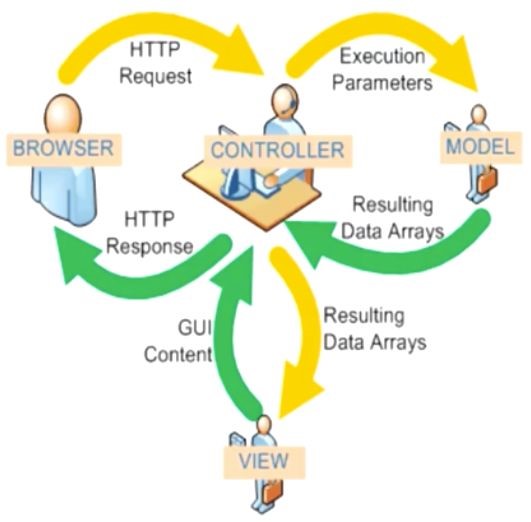 HTTP
Request
Execution
Parameters
BROWSER
CONTROLLER
MODEL
HTTP
Response
Resulting
Data Arrays
GUI
Content
Resulting
Data Arrays
VIEW